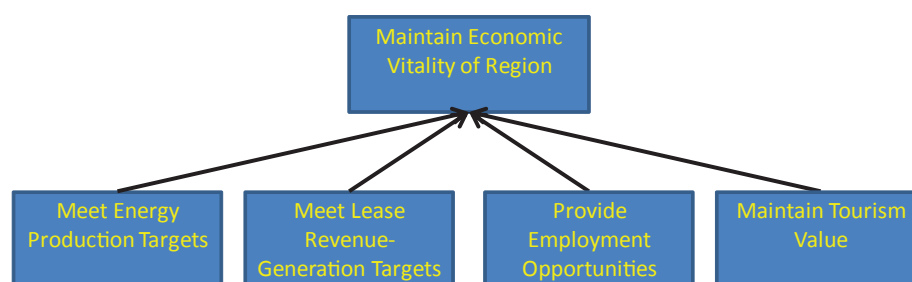 Maintain Economic
Vitality of Region
Meet Energy
Production Targets
Meet Lease
Revenue-
Generation Targets
Provide
Employment
Opportunities
Maintain Tourism
Value